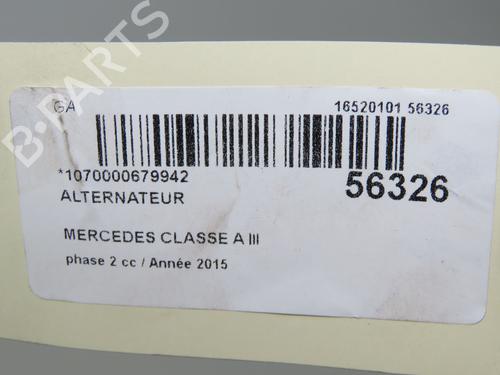 GA
16520101 56326
*1070000679942
56326
ALTERNATEUR
MERCEDES CLASSE A III
phase 2 cc / Année 2015
B-PARTS